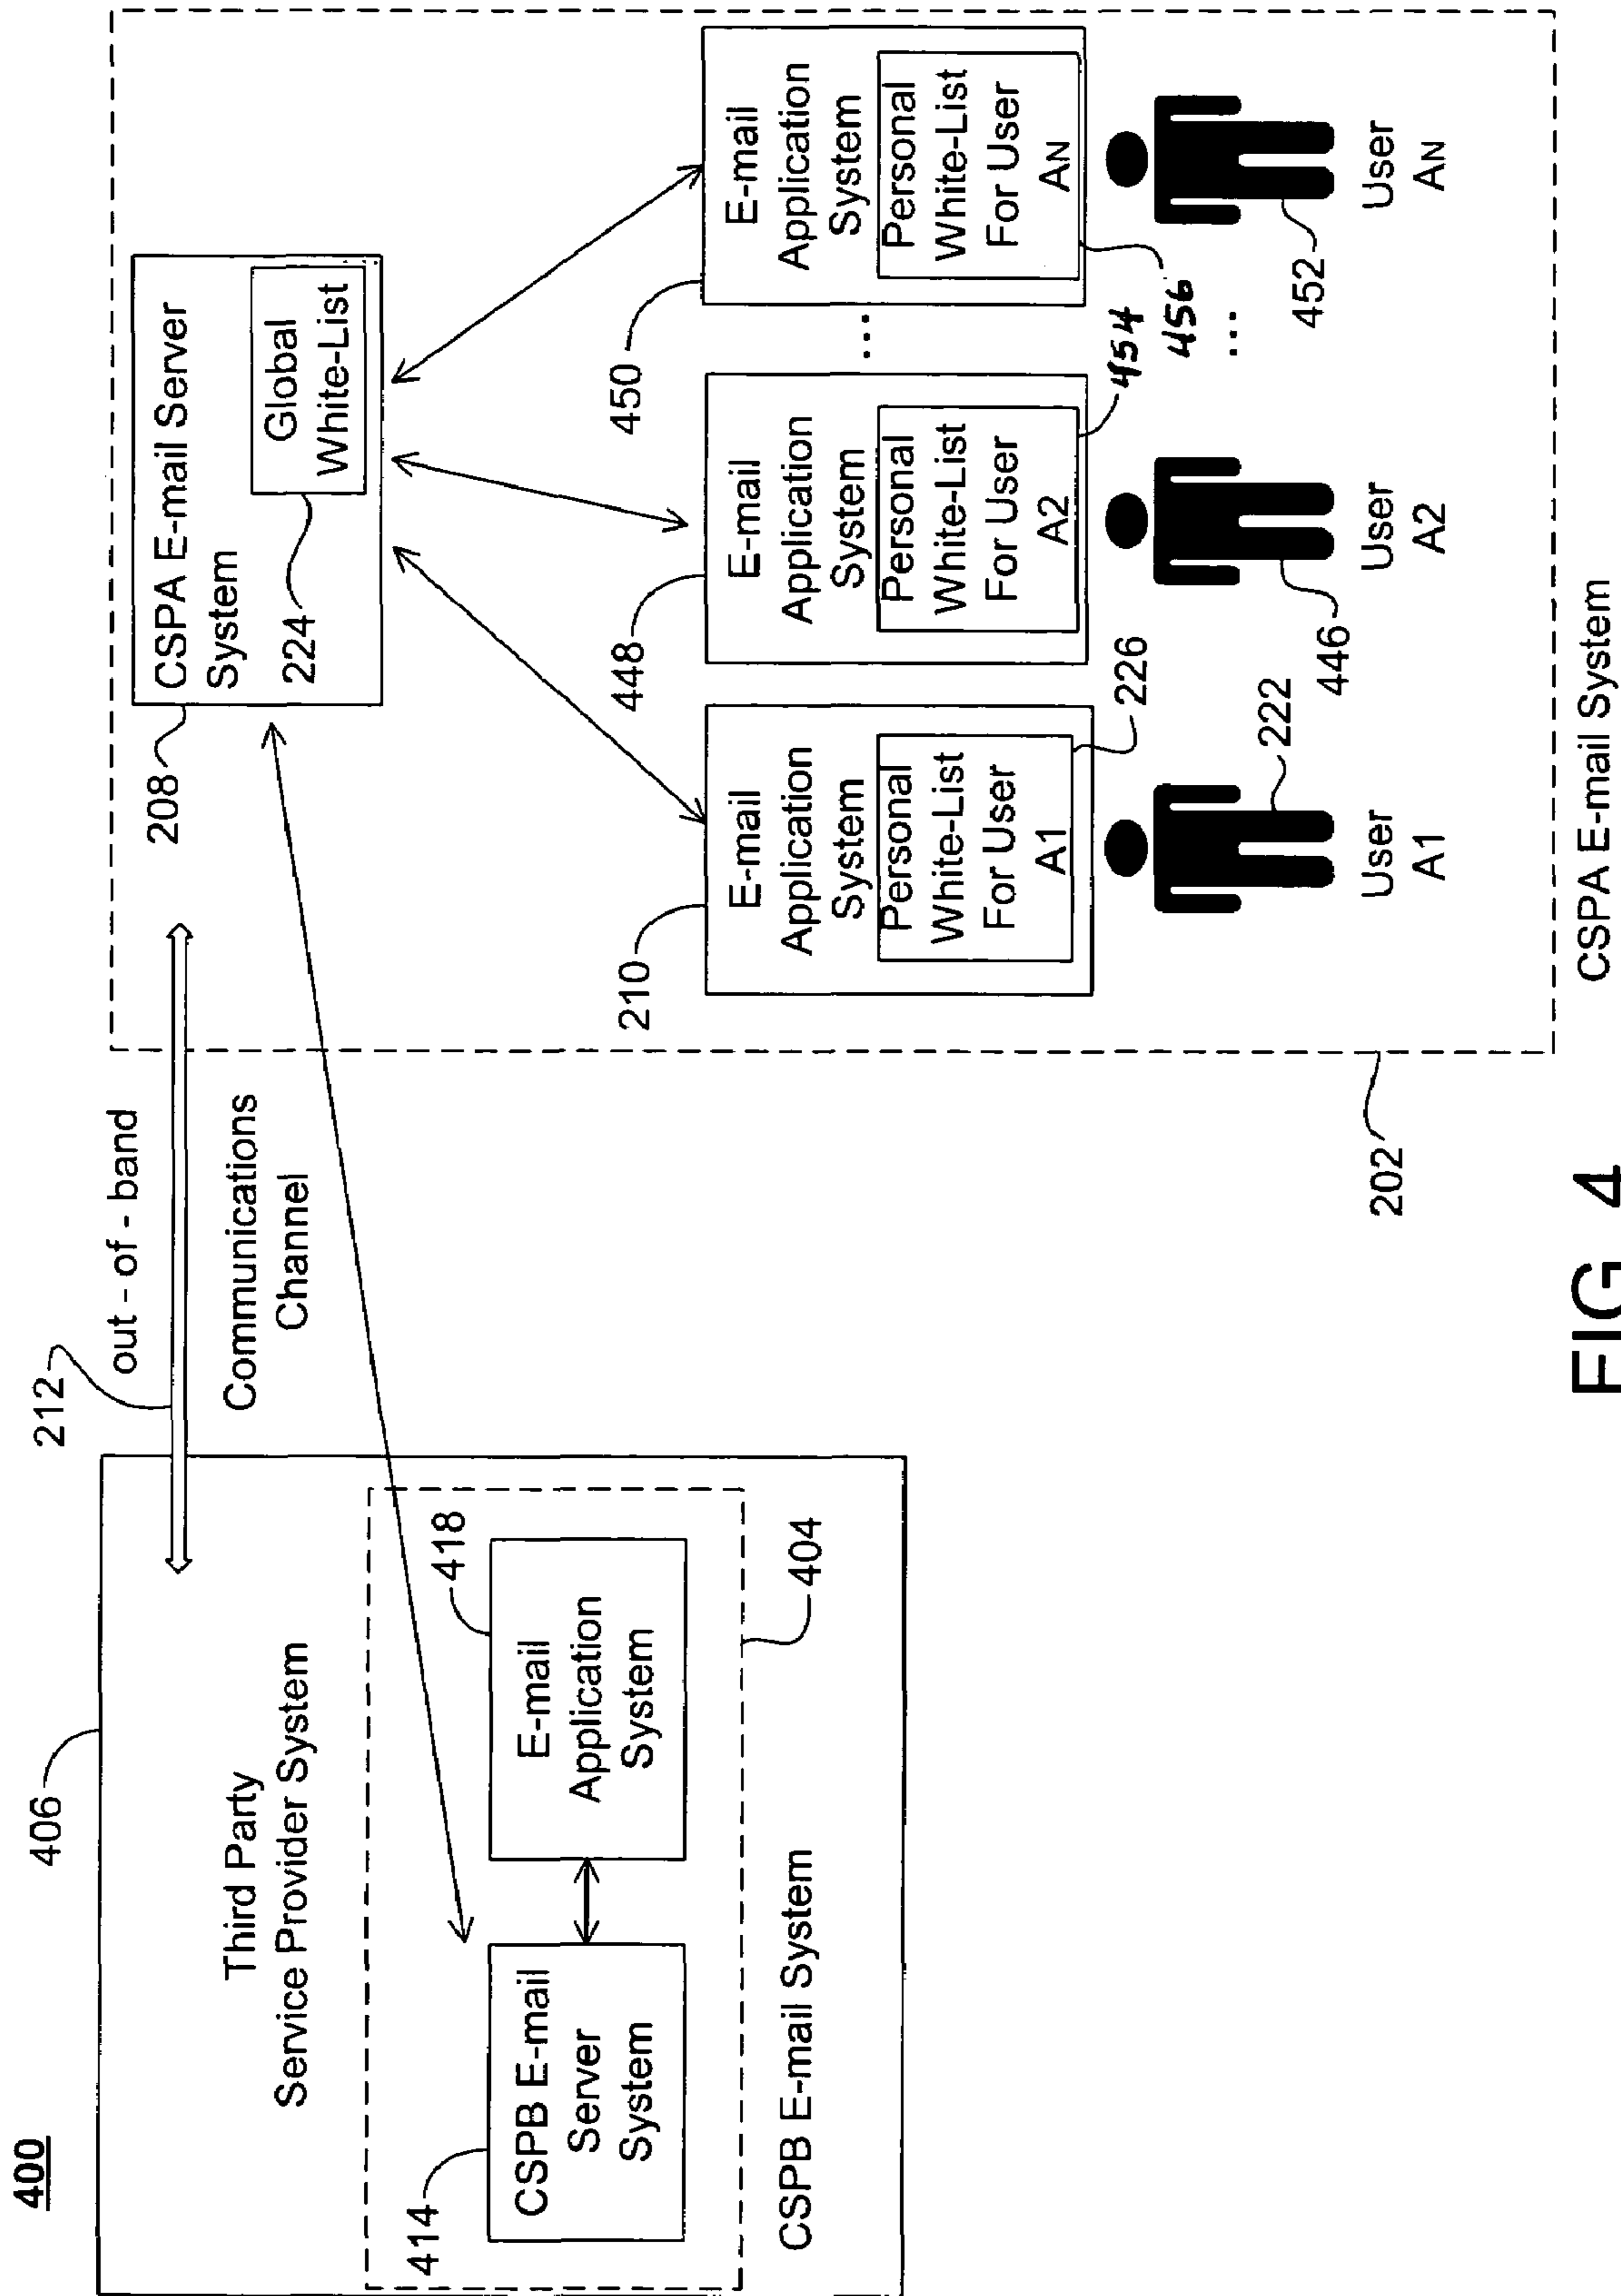 400
406
Third Party
Service Provider System
414
CSPB E-mail
Server
System
418
E-mail
Application
System
404
CSPB E-mail System
212
out - of - band
Communications
Channel
208
CSPA E-mail Server
System
224
Global
White-List
210
E-mail
Application
System
Personal
White-List
For User
A1
226
222
User
A1
448
E-mail
Application
System
Personal
White-List
For User
A2
454
446
User
A2
...
450
E-mail
Application
System
Personal
White-List
For User
AN
456
...
452
User
AN
202
CSPA E-mail System
FIG 4